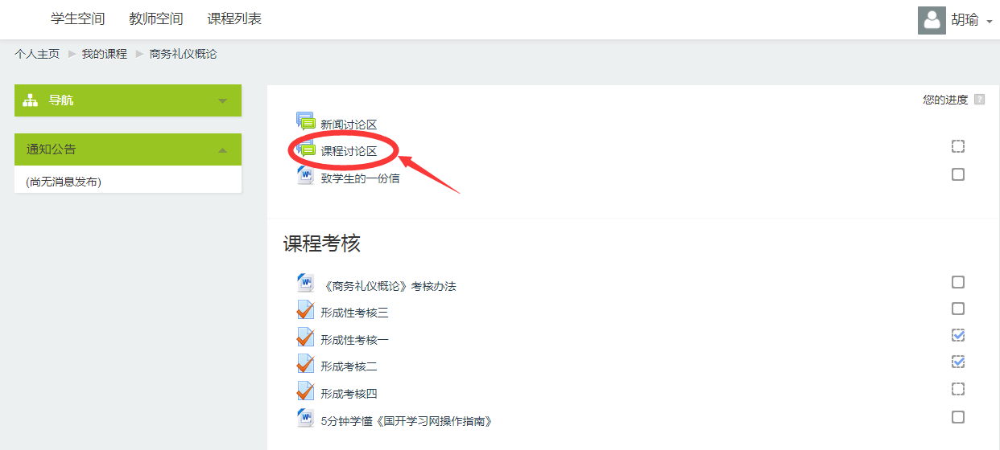 学生空间 教师空间 课程列表 胡瑜
个人主页 我的课程 商务礼仪概论
导航
通知公告
(尚无消息发布)
您的进度 ?
新闻讨论区
课程讨论区
致学生的一份信
课程考核
《商务礼仪概论》考核办法
形成性考核三
形成性考核一
形成考核二
形成考核四
5分钟学懂《国开学习网操作指南》